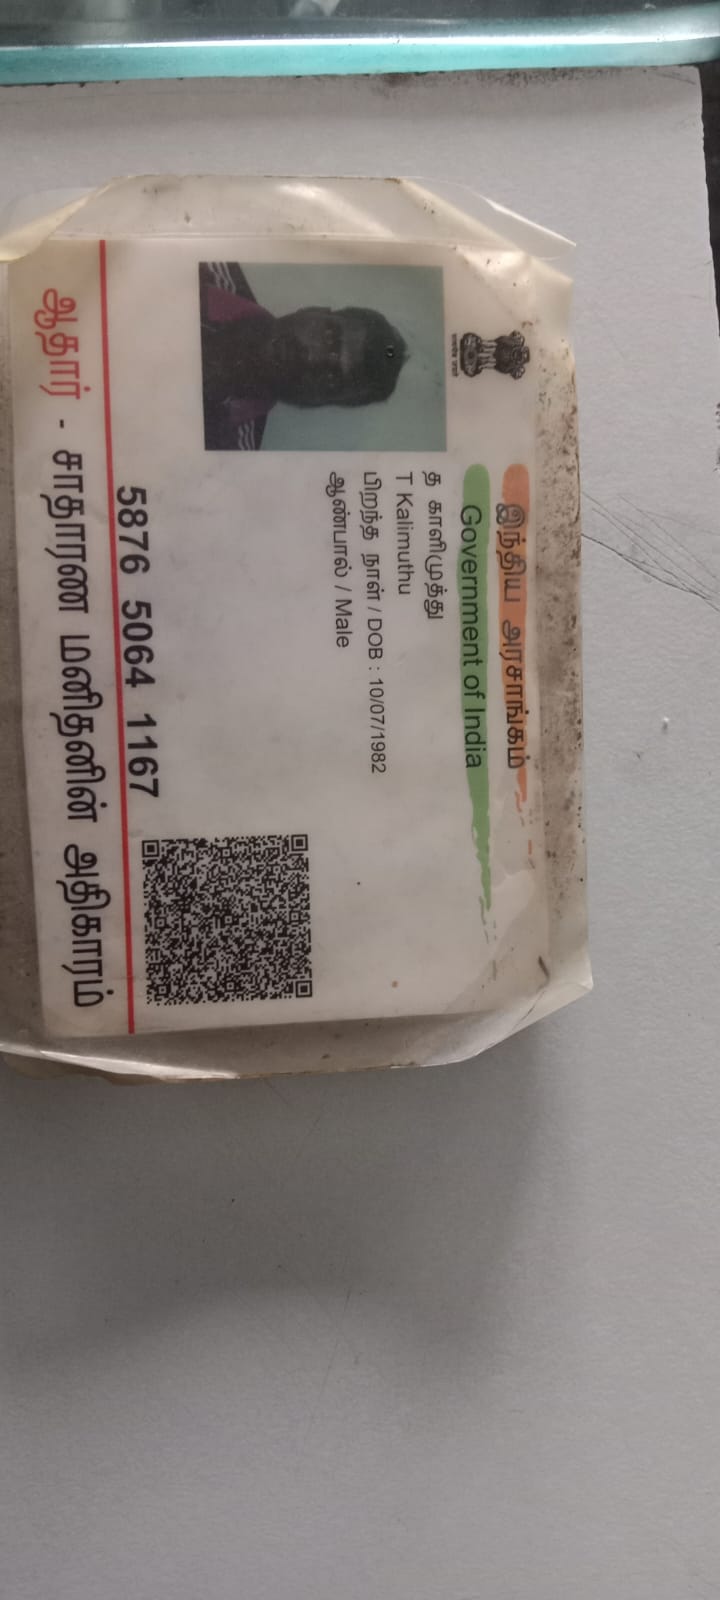 இந்திய அரசாங்கம்
Government of India
த காளிமுத்து
T Kalimuthu
பிறந்த நாள் / DOB : 10/07/1982
ஆண்பால் / Male
5876 5064 1167
ஆதார் - சாதாரண மனிதனின் அதிகாரம்